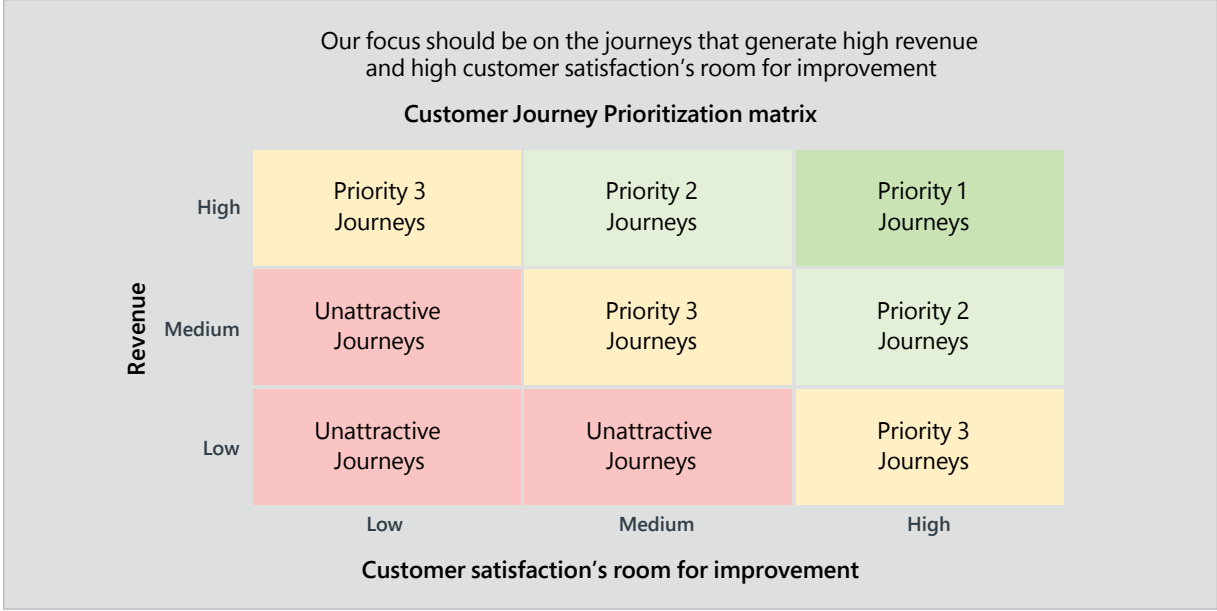 Our focus should be on the journeys that generate high revenue
and high customer satisfaction’s room for improvement
Customer Journey Prioritization matrix
Revenue
High
Priority 3
Journeys
Priority 2
Journeys
Priority 1
Journeys
Medium
Unattractive
Journeys
Priority 3
Journeys
Priority 2
Journeys
Low
Unattractive
Journeys
Unattractive
Journeys
Priority 3
Journeys
Low
Medium
High
Customer satisfaction’s room for improvement